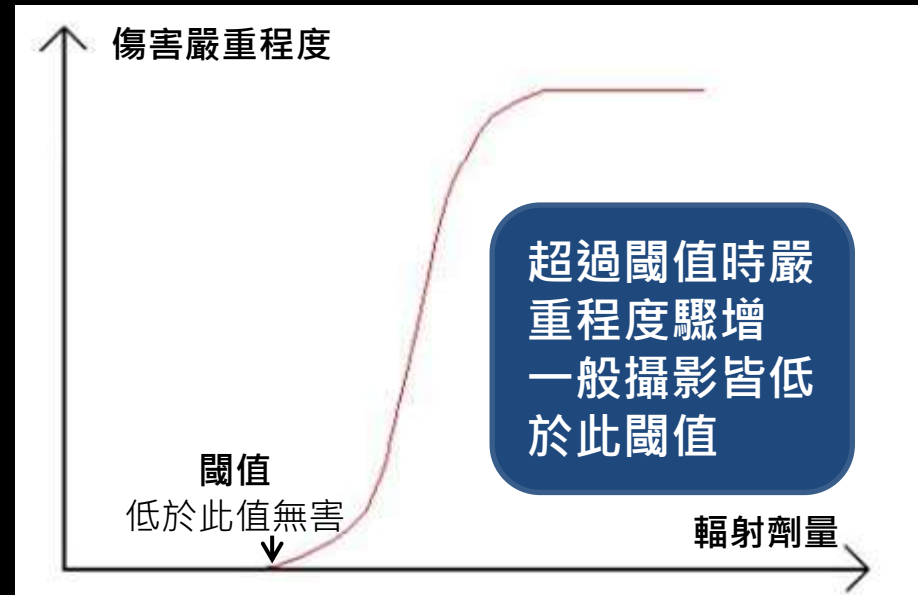 傷害嚴重程度
超過閾值時嚴
重程度驟增
一般攝影皆低
於此閾值
閾值
低於此值無害
輻射劑量